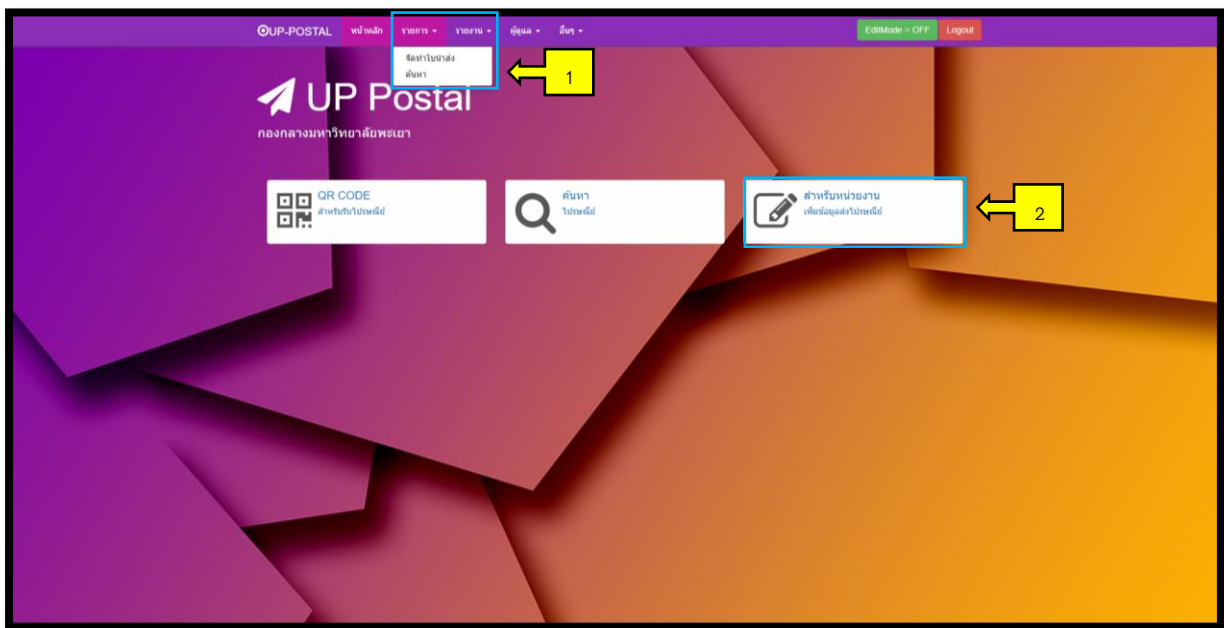 UP-POSTAL หน้าหลัก รายการ รายงาน ผู้ดูแล อื่นๆ EditMode = OFF Logout
จัดทำใบนำส่ง
ค้นหา
1
UP Postal
กองกลางมหาวิทยาลัยพะเยา
QR CODE
สำหรับรับไปรษณีย์
ค้นหา
ไปรษณีย์
สำหรับหน่วยงาน
เพิ่มข้อมูลส่งไปรษณีย์
2